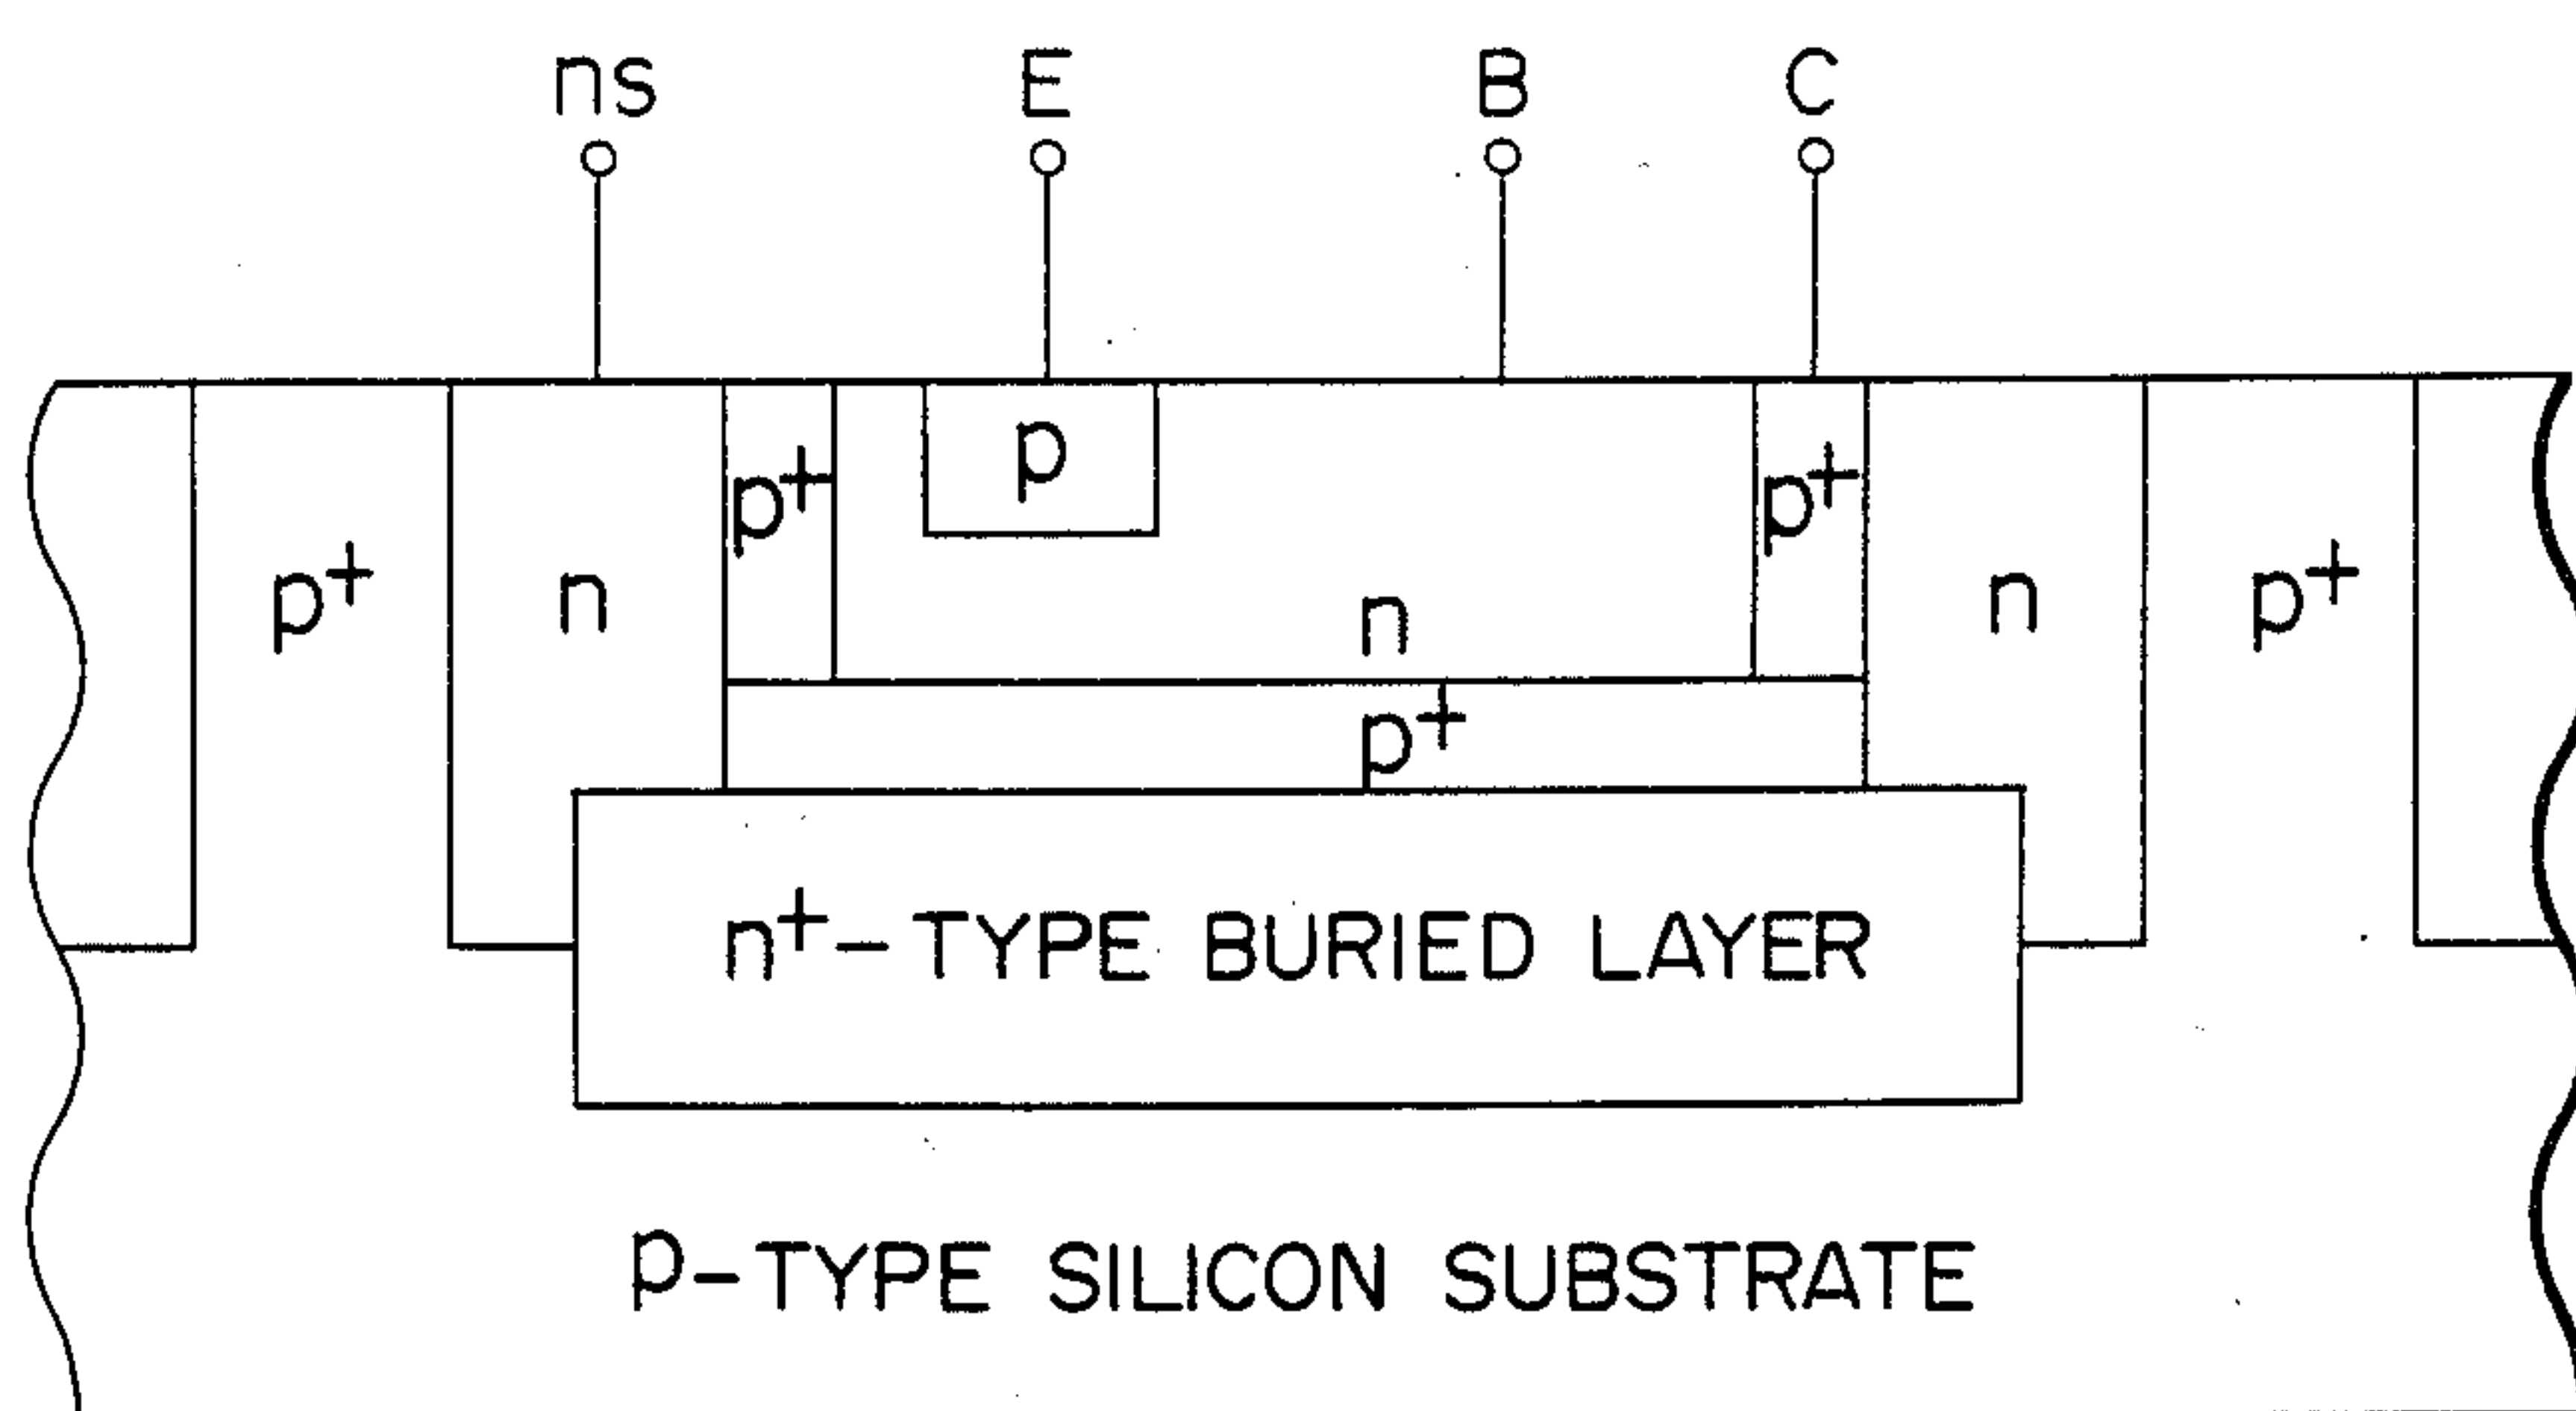 ns E B C
p
p+ p+
p+ n n n p+
p+
n+-TYPE BURIED LAYER
p-TYPE SILICON SUBSTRATE